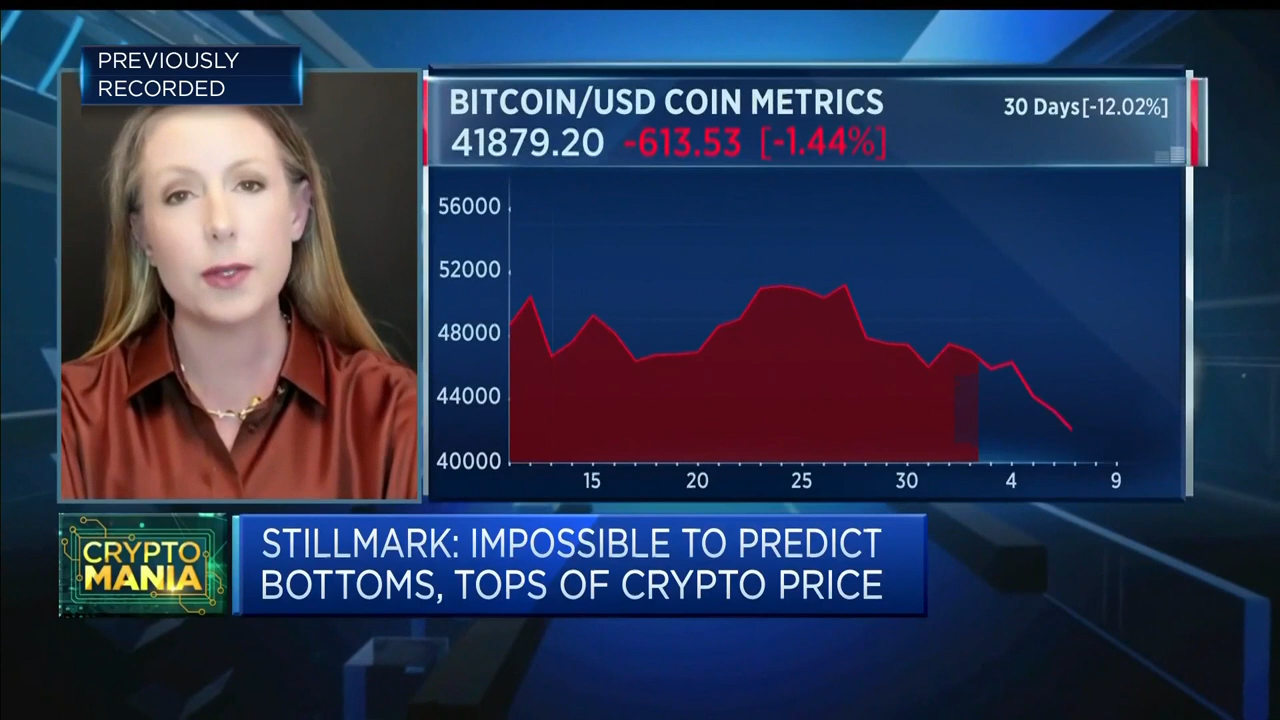 PREVIOUSLY
RECORDED
BITCOIN/USD COIN METRICS
30 Days[-12.02%]
41879.20 -613.53 [-1.44%]
56000
52000
48000
44000
40000
15 20 25 30 4 9
CRYPTO
MANIA
STILLMARK: IMPOSSIBLE TO PREDICT
BOTTOMS, TOPS OF CRYPTO PRICE